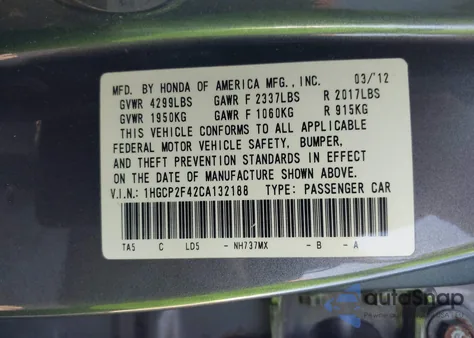 MFD. BY HONDA OF AMERICA MFG., INC. 03/'12
GVWR 4299LBS GAWR F 2337LBS R 2017LBS
GVWR 1950KG GAWR F 1060KG R 915KG
THIS VEHICLE CONFORMS TO ALL APPLICABLE
FEDERAL MOTOR VEHICLE SAFETY, BUMPER,
AND THEFT PREVENTION STANDARDS IN EFFECT
ON THE DATE OF MANUFACTURE SHOWN ABOVE.
V.I.N.: 1HGCP2F42CA132188 TYPE: PASSENGER CAR
TA5 C LD5 - NH737MX - B - A
autoSnap